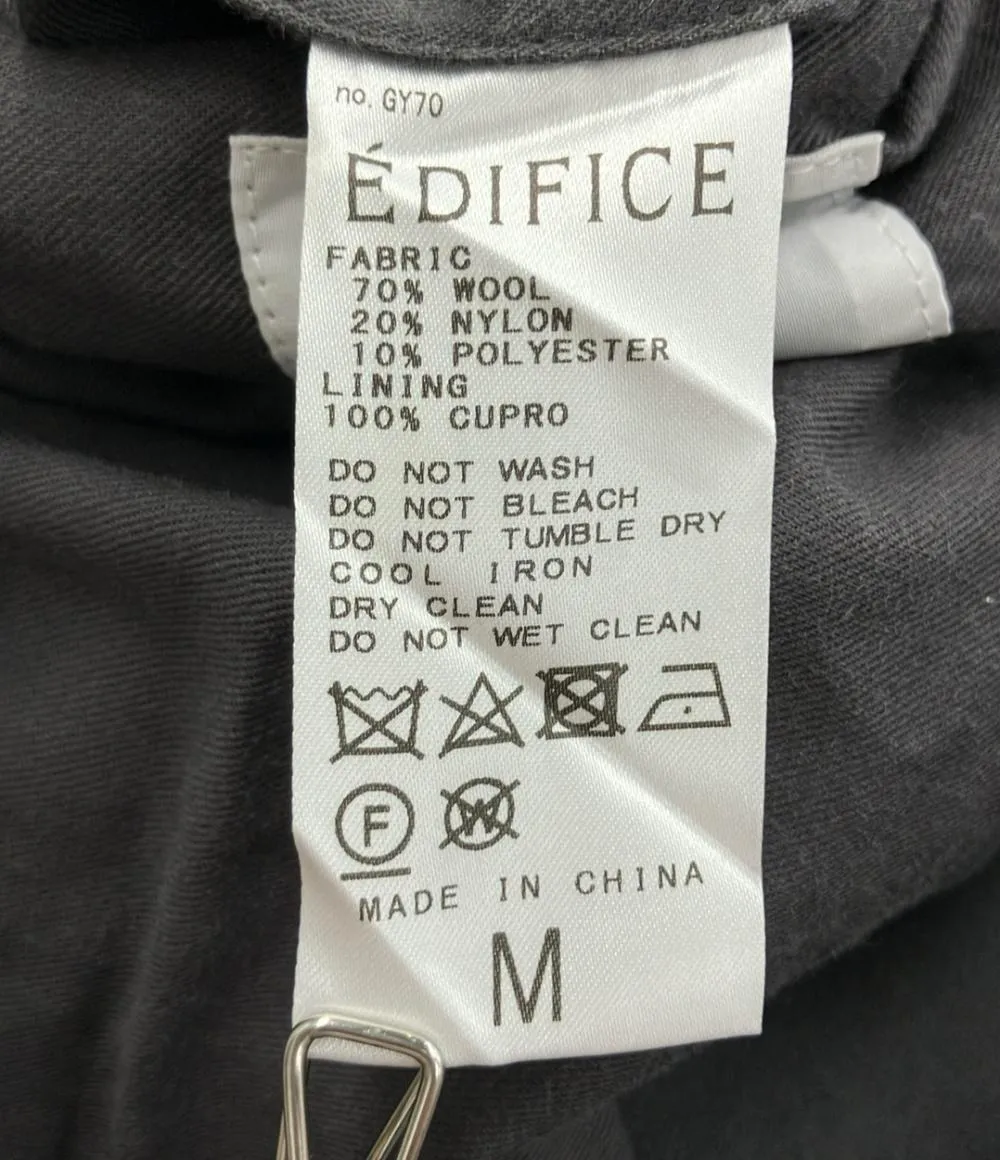 no. GY70
ÉDIFICE
FABRIC
70% WOOL
20% NYLON
10% POLYESTER
LINING
100% CUPRO
DO NOT WASH
DO NOT BLEACH
DO NOT TUMBLE DRY
COOL IRON
DRY CLEAN
DO NOT WET CLEAN
F W
MADE IN CHINA
M